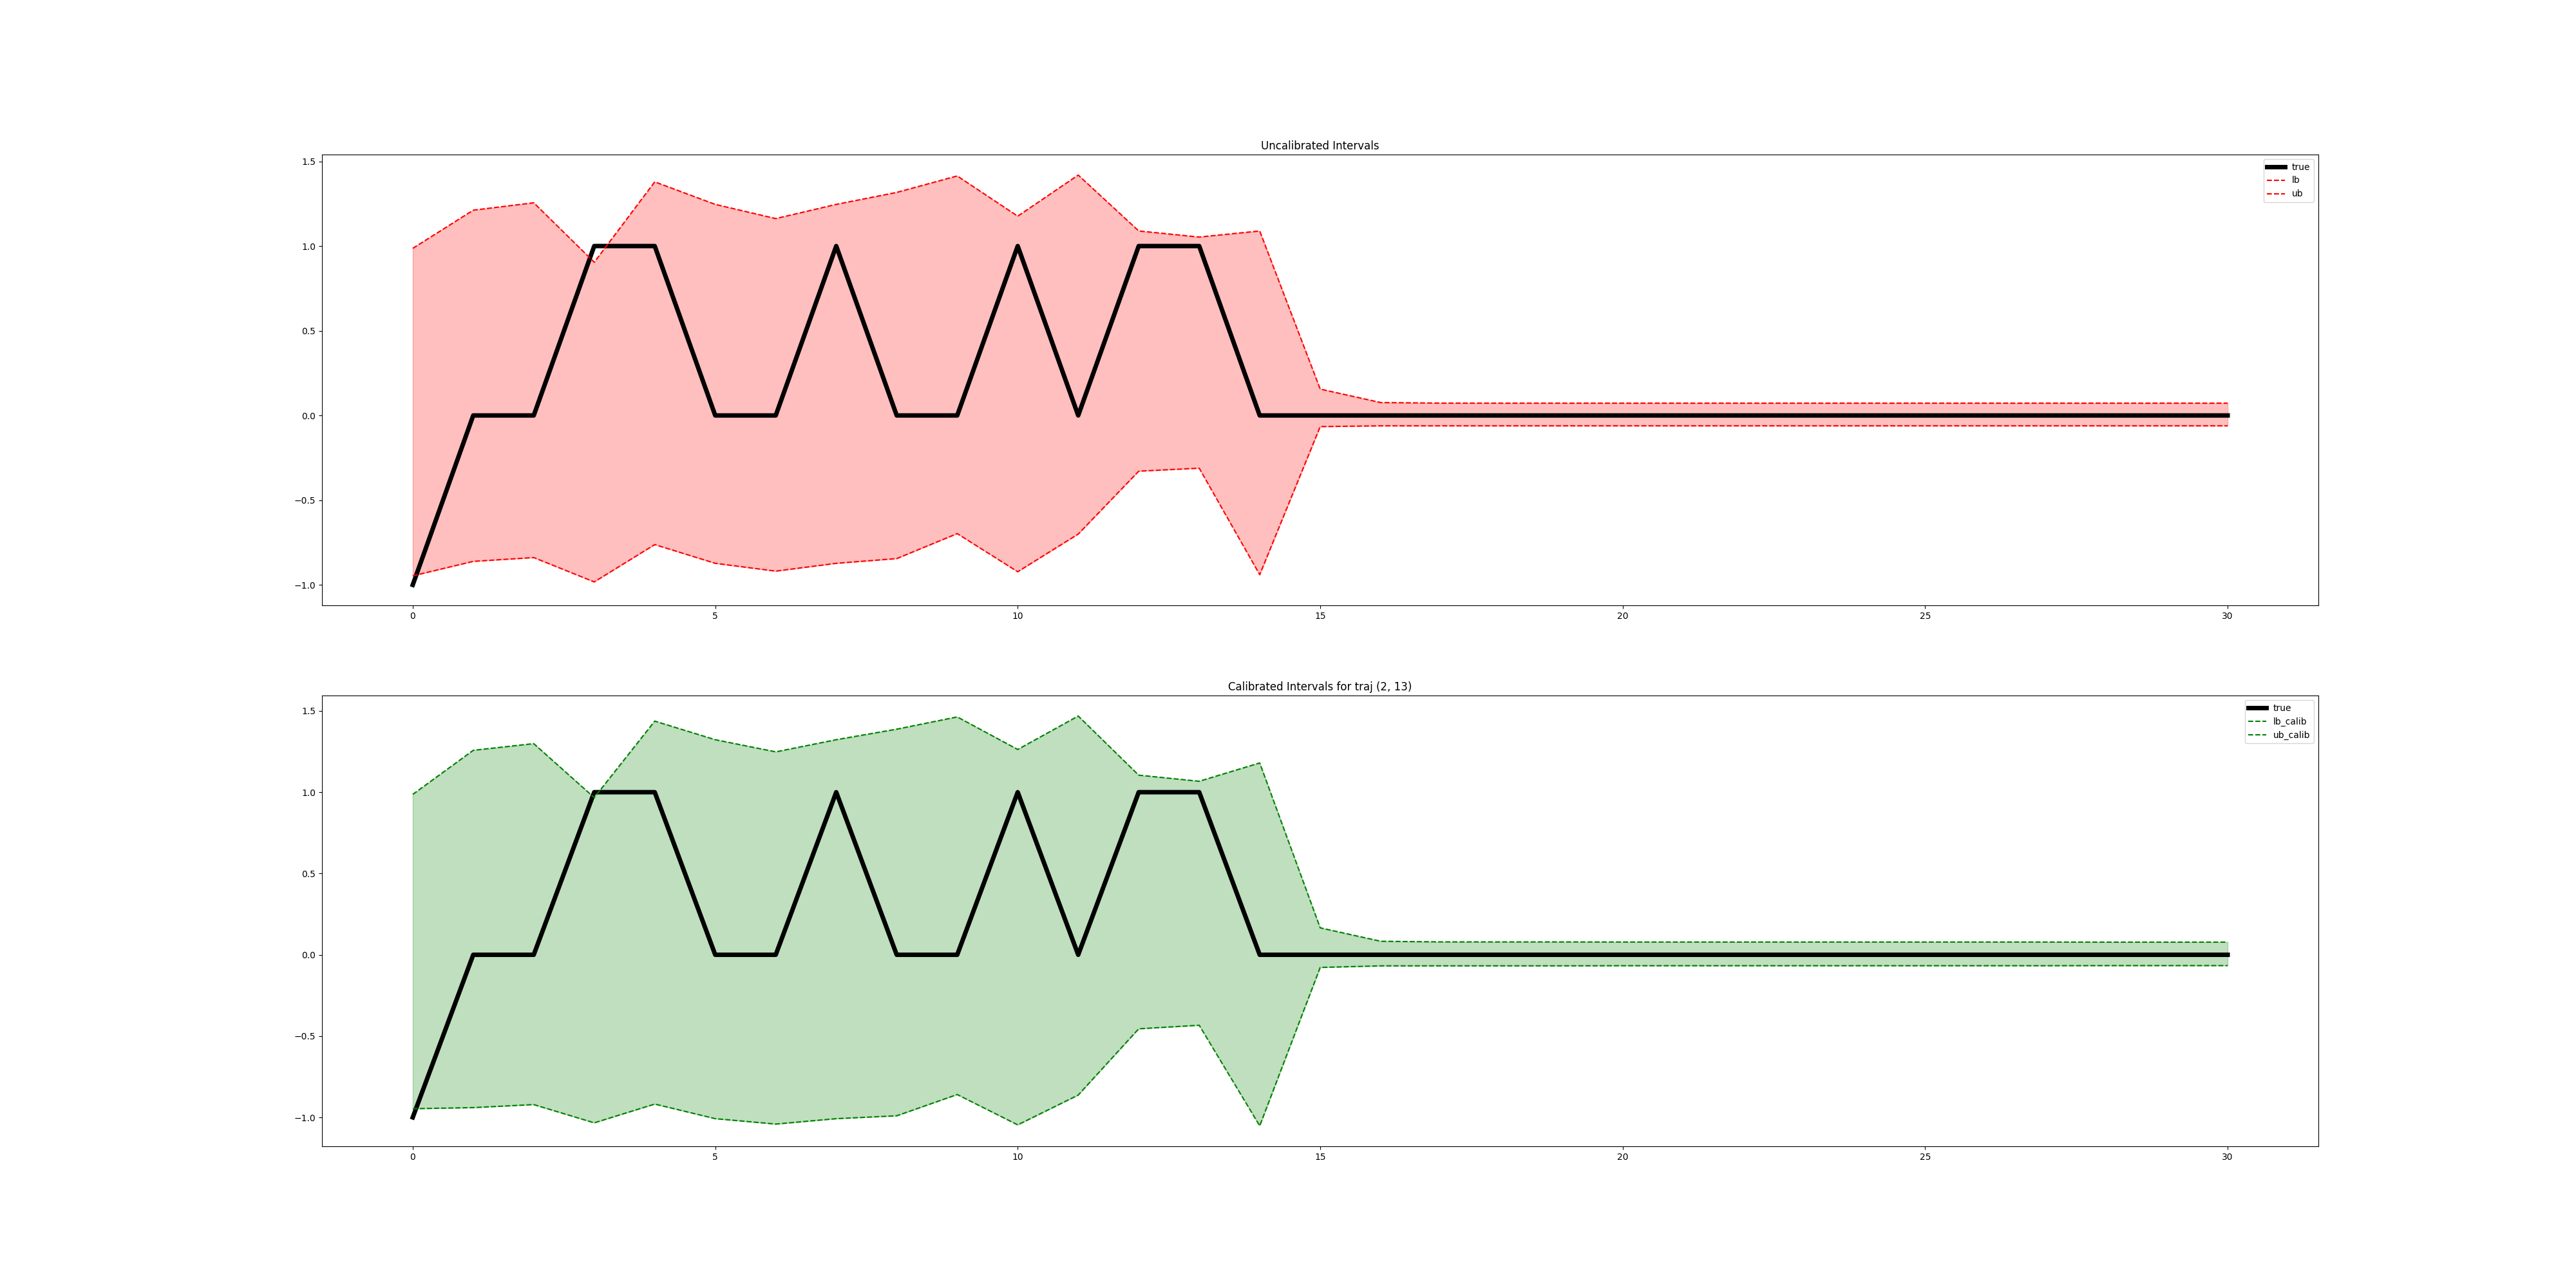 Uncalibrated Intervals
1.5
1.0
0.5
0.0
−0.5
−1.0
true
lb
ub
0 5 10 15 20 25 30
Calibrated Intervals for traj (2, 13)
1.5
1.0
0.5
0.0
−0.5
−1.0
true
lb_calib
ub_calib
0 5 10 15 20 25 30